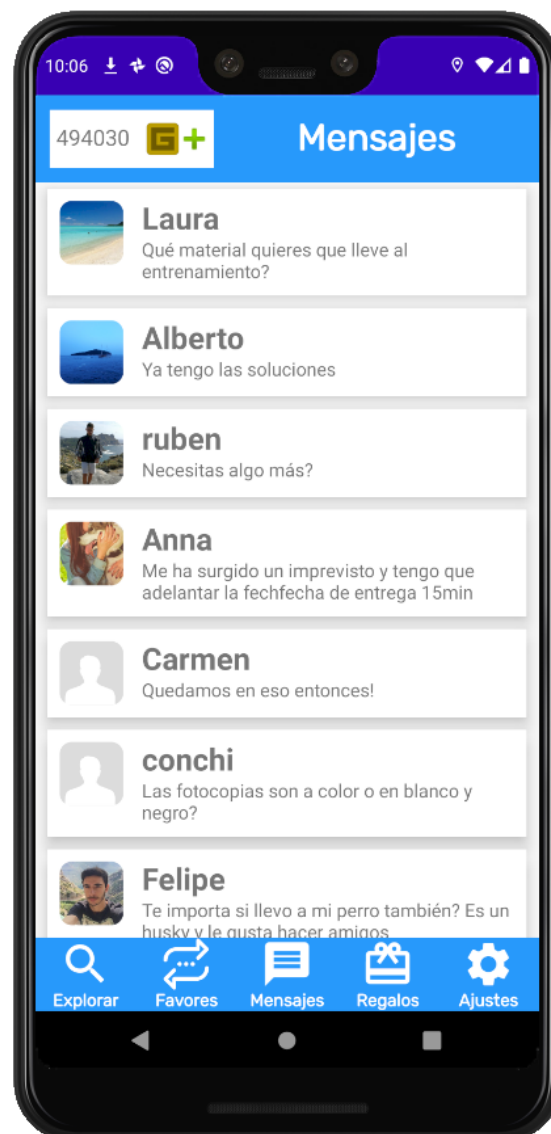 10:06
494030 G+ Mensajes
Laura
Qué material quieres que lleve al
entrenamiento?
Alberto
Ya tengo las soluciones
ruben
Necesitas algo más?
Anna
Me ha surgido un imprevisto y tengo que
adelantar la fechfecha de entrega 15min
Carmen
Quedamos en eso entonces!
conchi
Las fotocopias son a color o en blanco y
negro?
Felipe
Te importa si llevo a mi perro también? Es un
husky y le gusta hacer amigos
Explorar Favores Mensajes Regalos Ajustes